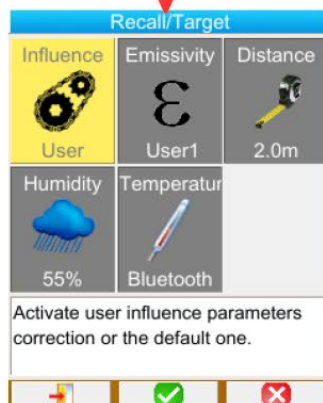 Recall/Target
Influence Emissivity Distance
ε
User User1 2.0m
Humidity Temperatur
55% Bluetooth
Activate user influence parameters
correction or the default one.